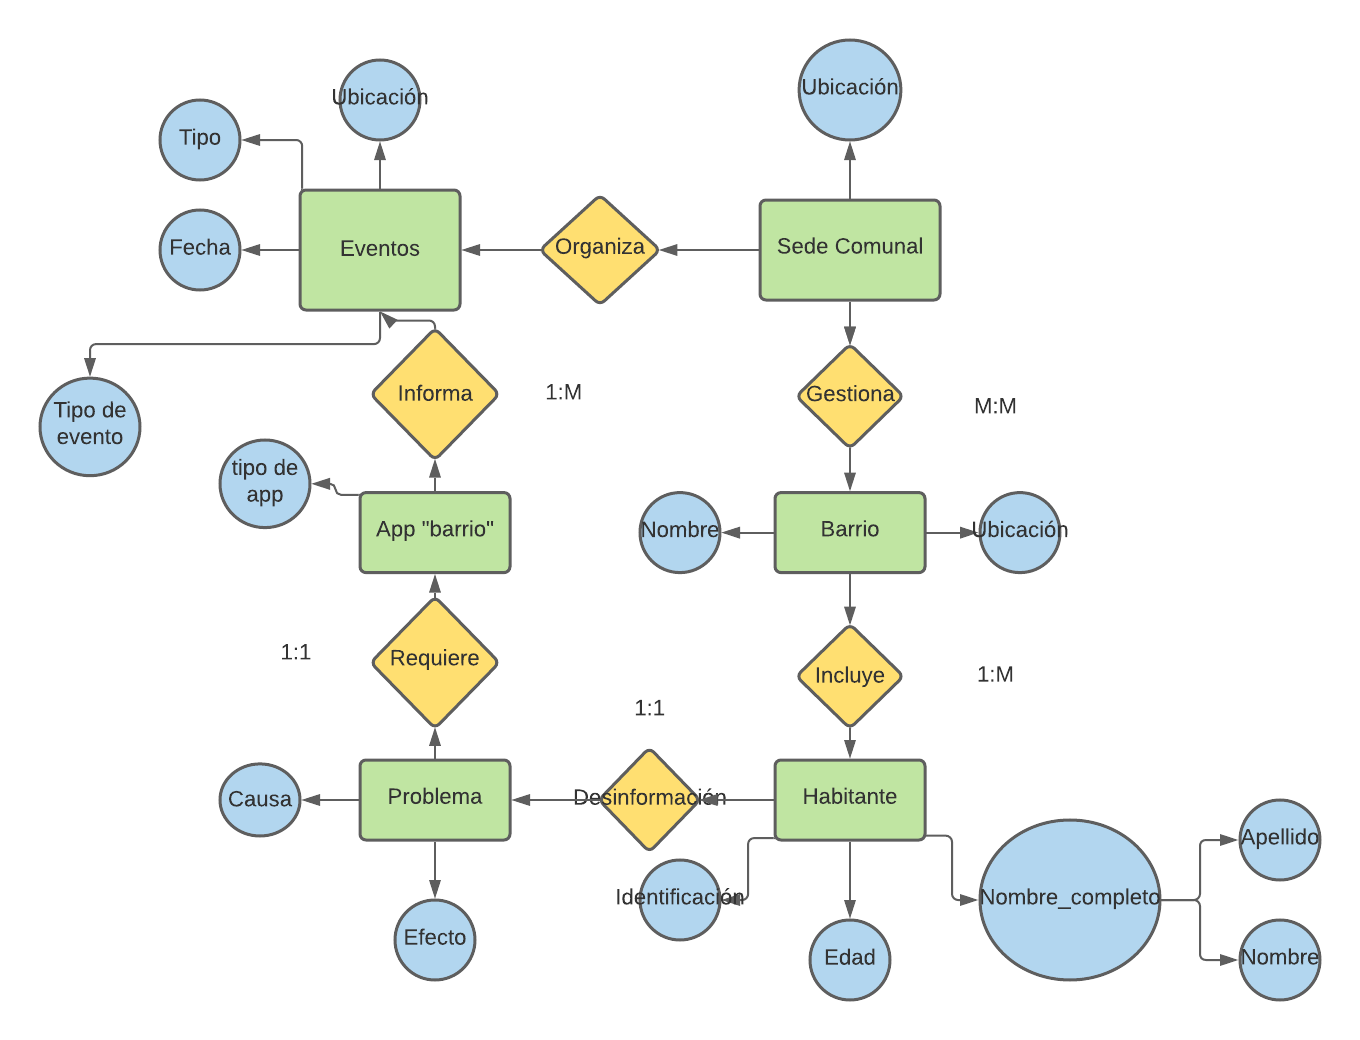 Ubicación
Ubicación
Tipo
Fecha
Eventos
Organiza
Sede Comunal
Informa
1:M
Gestiona
M:M
Tipo de
evento
tipo de
app
App "barrio"
Nombre
Barrio
Ubicación
1:1
Requiere
Incluye
1:M
1:1
Causa
Problema
Desinformación
Habitante
Apellido
Identificación
Nombre_completo
Efecto
Edad
Nombre